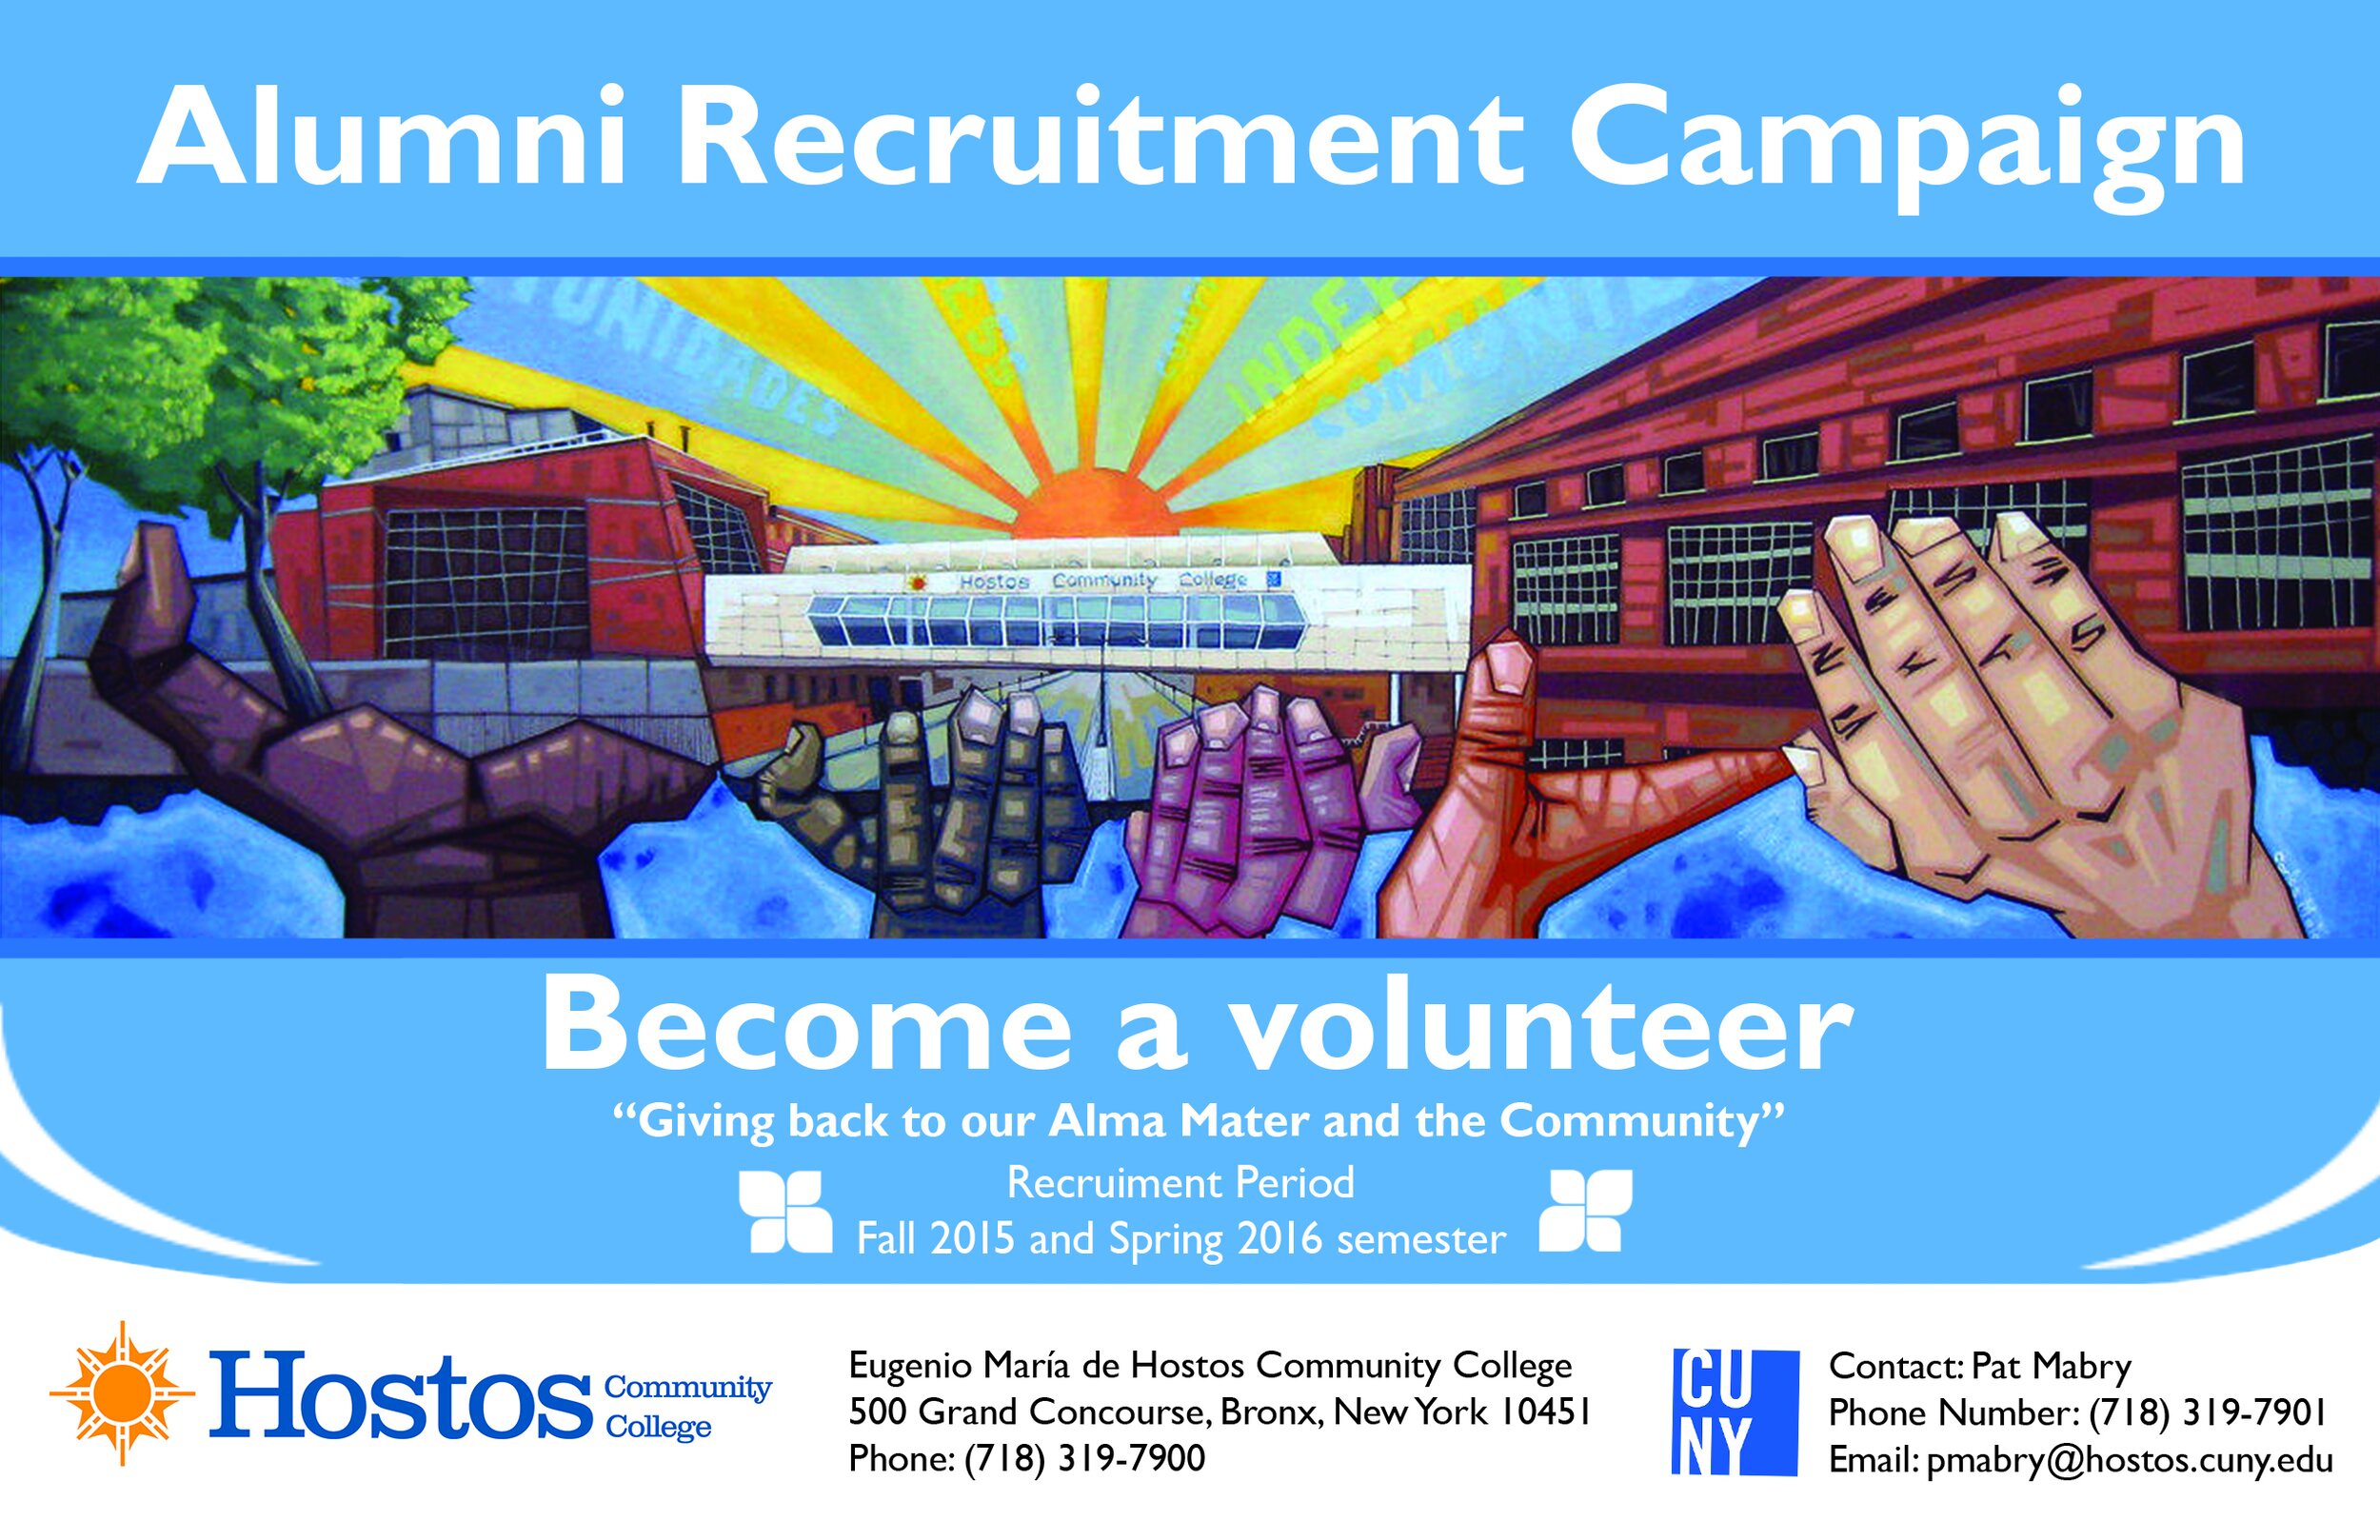 Alumni Recruitment Campaign
UNIDADES
Hostos Community College
Become a volunteer
“Giving back to our Alma Mater and the Community”
Recruiment Period
Fall 2015 and Spring 2016 semester
Hostos Community College
Eugenio María de Hostos Community College
500 Grand Concourse, Bronx, New York 10451
Phone: (718) 319-7900
CU
NY
Contact: Pat Mabry
Phone Number: (718) 319-7901
Email: pmabry@hostos.cuny.edu